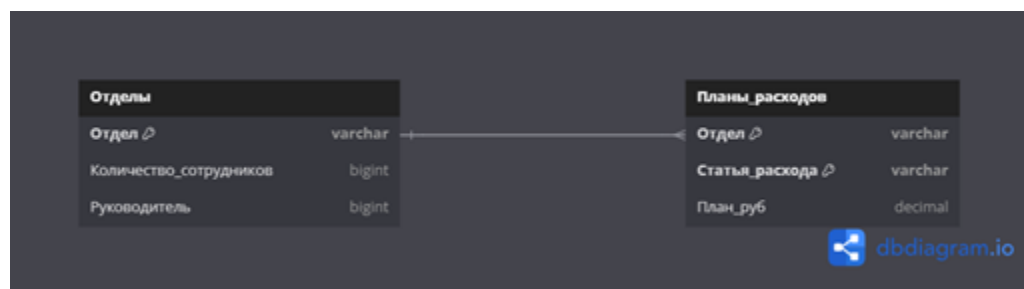 Отделы
Отдел varchar
Количество_сотрудников bigint
Руководитель bigint
Планы_расходов
Отдел varchar
Статья_расхода varchar
План_руб decimal
dbdiagram.io